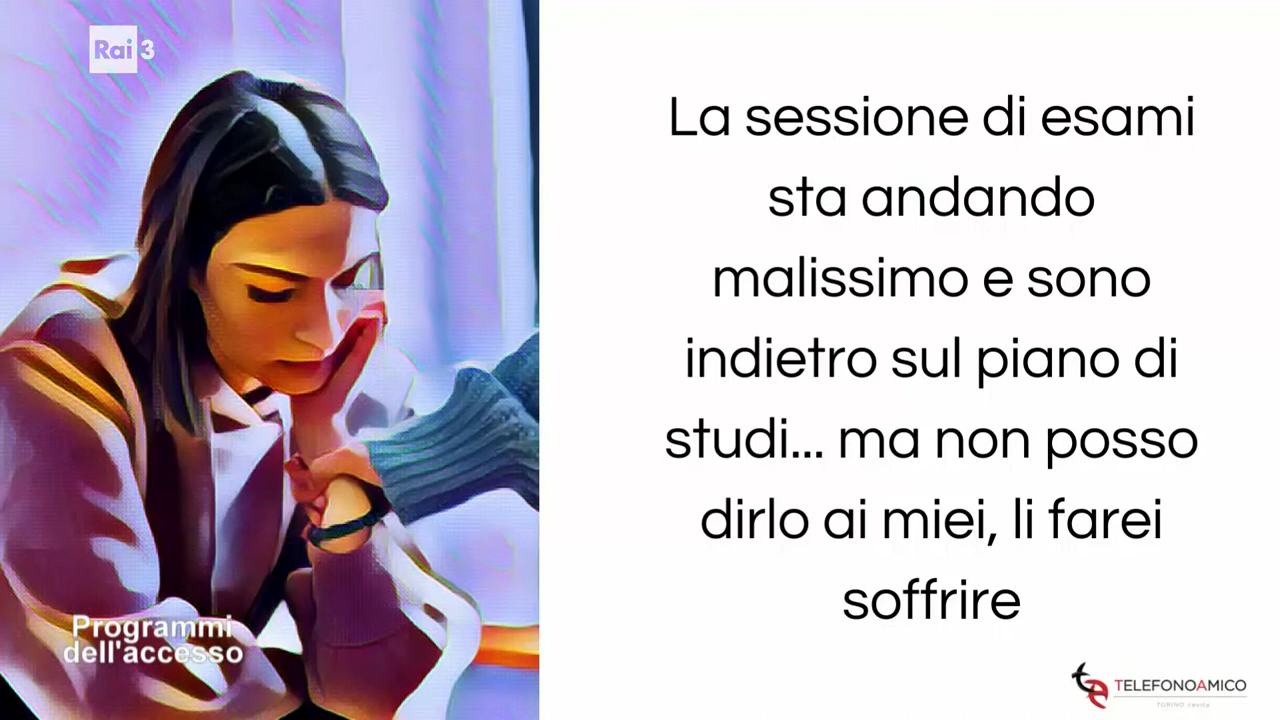 Rai 3
La sessione di esami
sta andando
malissimo e sono
indietro sul piano di
studi... ma non posso
dirlo ai miei, li farei
soffrire
Programmi
dell'accesso
TELEFONOAMICO
TORINO